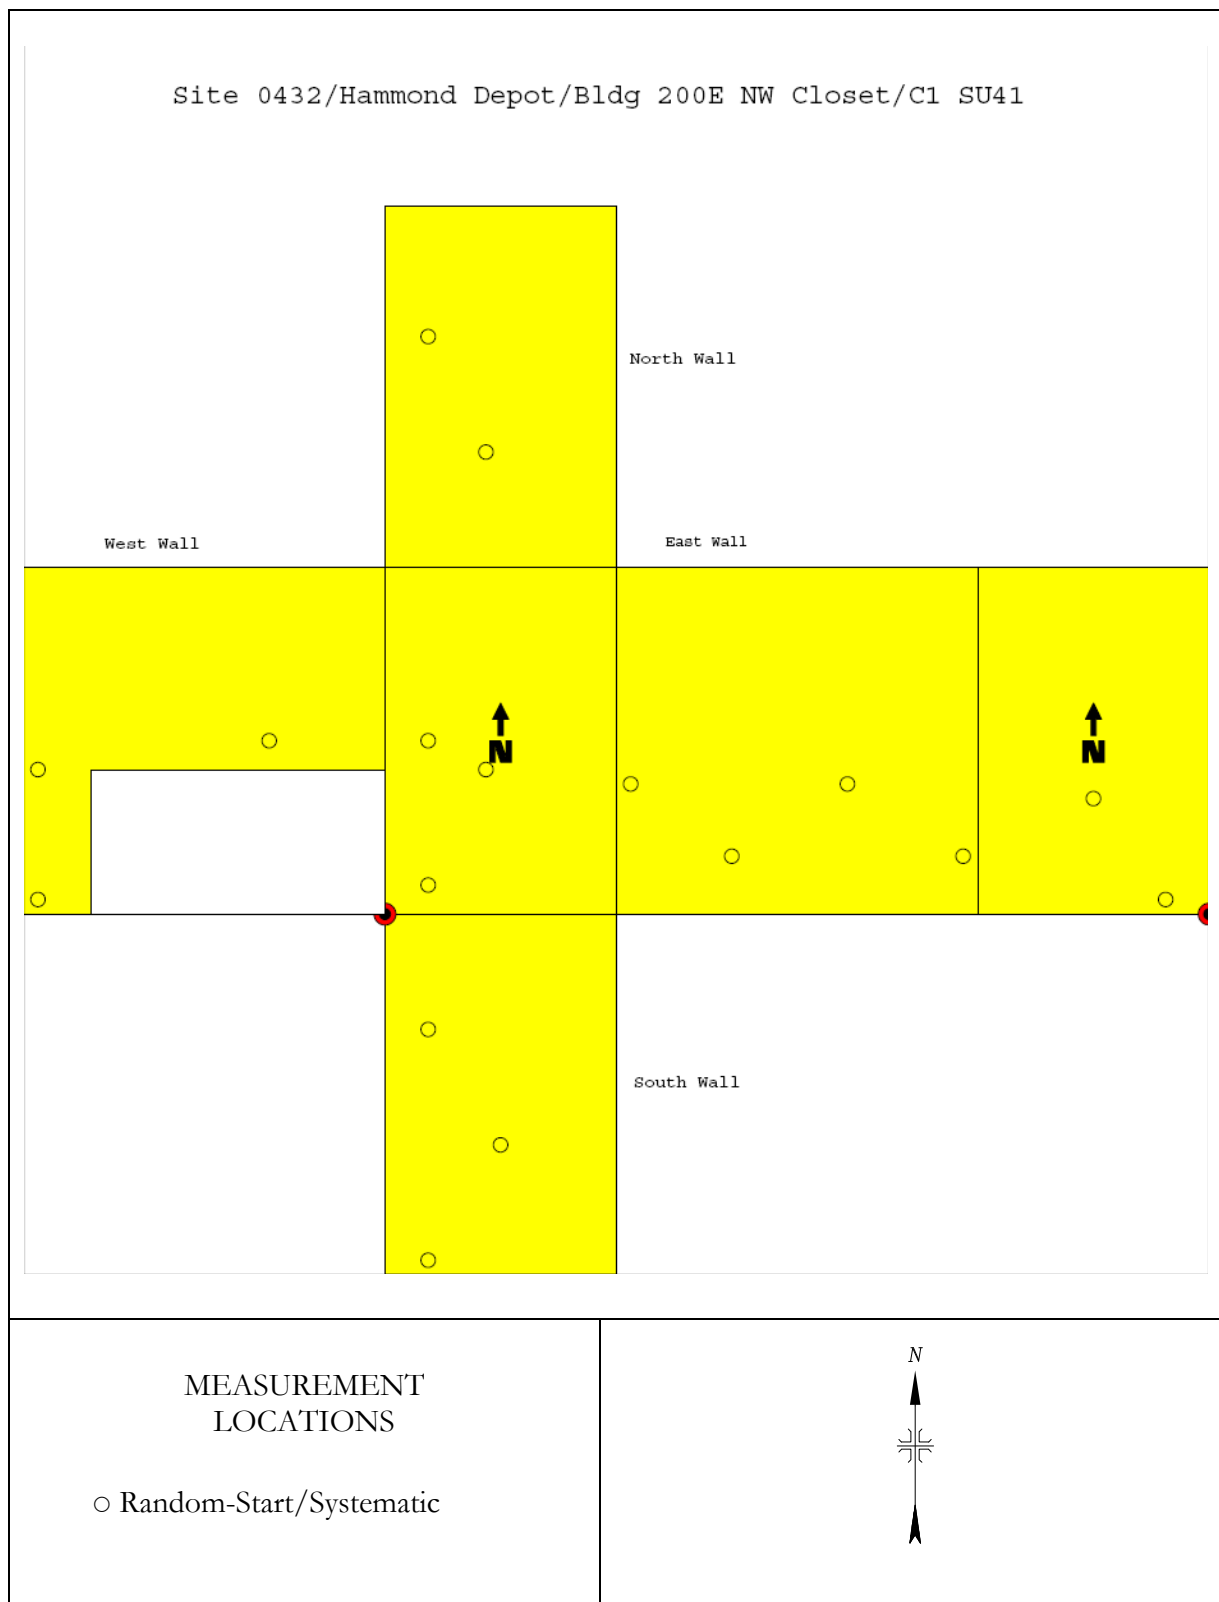 Site 0432/Hammond Depot/Bldg 200E NW Closet/C1 SU41
North Wall
West Wall
East Wall
N
N
South Wall
MEASUREMENT
LOCATIONS
○ Random-Start/Systematic
N